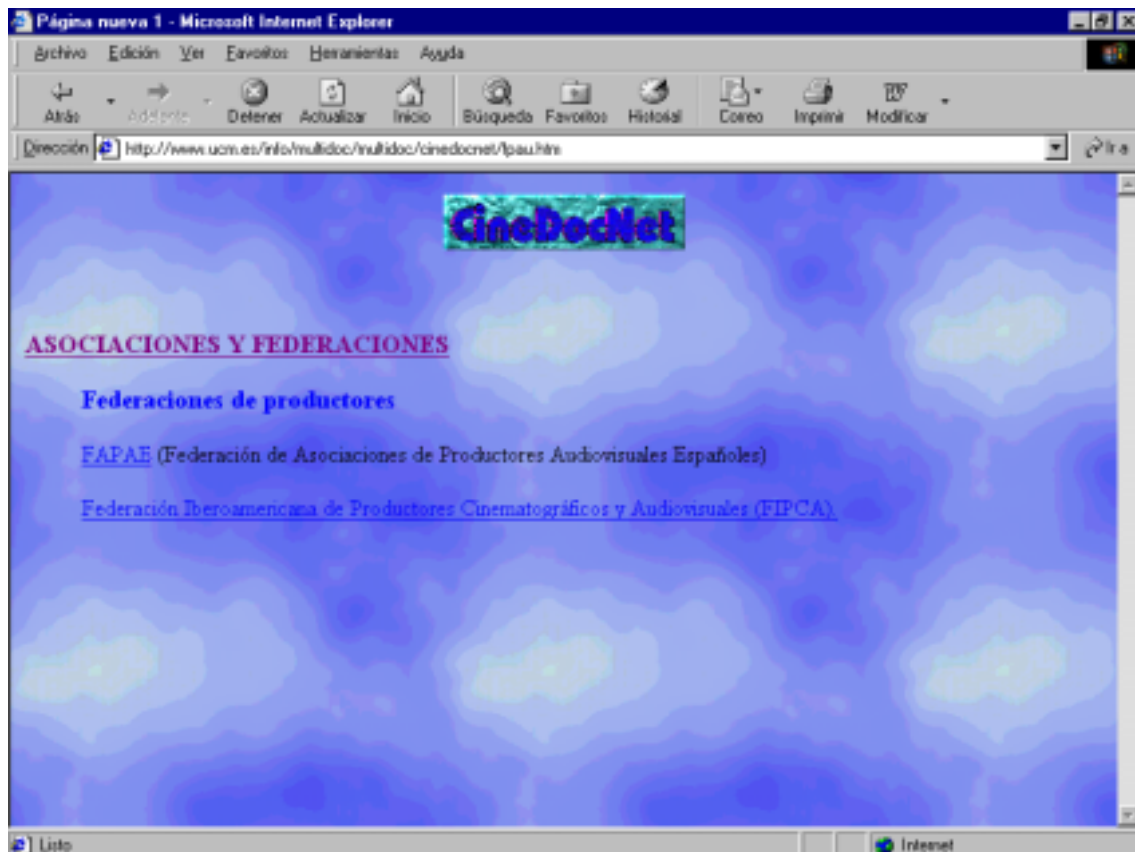 Página nueva 1 - Microsoft Internet Explorer
Archivo Edición Ver Favoritos Herramientas Ayuda
Atrás Adelante Detener Actualizar Inicio Búsqueda Favoritos Historial Correo Imprimir Modificar
Dirección http://www.ucm.es/info/multidoc/multidoc/cinedocnet/fpau.htm Ir a
CineDocNet
ASOCIACIONES Y FEDERACIONES
Federaciones de productores
FAPAE (Federación de Asociaciones de Productores Audiovisuales Españoles)
Federación Iberoamericana de Productores Cinematográficos y Audiovisuales (FIPCA).
Listo Internet